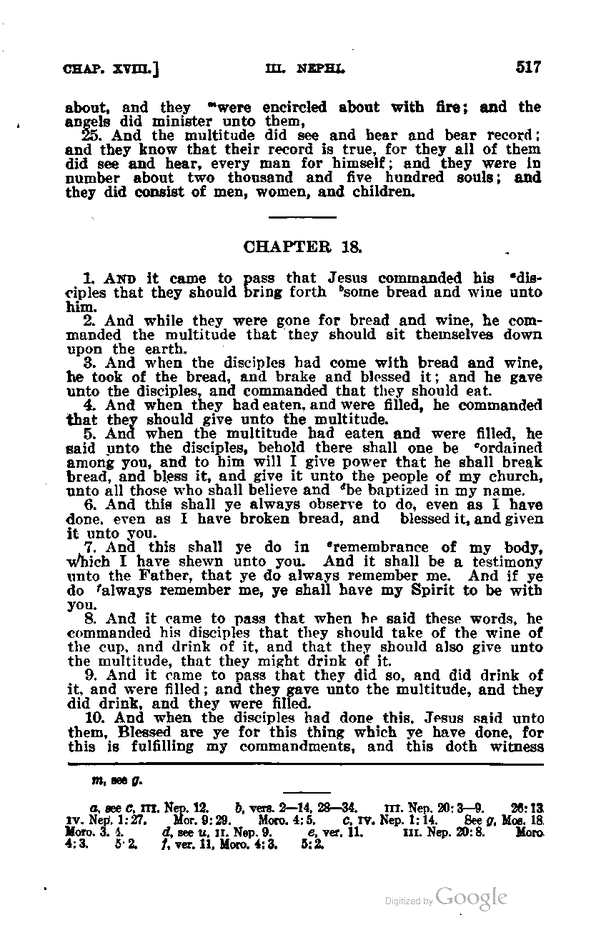 CHAP. XVIII.] III. NEPHI. 517
about, and they ᵐwere encircled about with fire; and the
angels did minister unto them,
25. And the multitude did see and hear and bear record;
and they know that their record is true, for they all of them
did see and hear, every man for himself; and they were in
number about two thousand and five hundred souls; and
they did consist of men, women, and children.
CHAPTER 18.
1. AND it came to pass that Jesus commanded his ᵃdis-
ciples that they should bring forth ᵇsome bread and wine unto
him.
2. And while they were gone for bread and wine, he com-
manded the multitude that they should sit themselves down
upon the earth.
3. And when the disciples had come with bread and wine,
he took of the bread, and brake and blessed it; and he gave
unto the disciples, and commanded that they should eat.
4. And when they had eaten, and were filled, he commanded
that they should give unto the multitude.
5. And when the multitude had eaten and were filled, he
said unto the disciples, behold there shall one be ᶜordained
among you, and to him will I give power that he shall break
bread, and bless it, and give it unto the people of my church,
unto all those who shall believe and ᵈbe baptized in my name.
6. And this shall ye always observe to do, even as I have
done, even as I have broken bread, and blessed it, and given
it unto you.
7. And this shall ye do in ᵉremembrance of my body,
which I have shewn unto you. And it shall be a testimony
unto the Father, that ye do always remember me. And if ye
do ᶠalways remember me, ye shall have my Spirit to be with
you.
8. And it came to pass that when he said these words, he
commanded his disciples that they should take of the wine of
the cup, and drink of it, and that they should also give unto
the multitude, that they might drink of it.
9. And it came to pass that they did so, and did drink of
it, and were filled; and they gave unto the multitude, and they
did drink, and they were filled.
10. And when the disciples had done this, Jesus said unto
them, Blessed are ye for this thing which ye have done, for
this is fulfilling my commandments, and this doth witness
m, see g.
a, see c, III. Nep. 12. b, vers. 2—14, 28—34. III. Nep. 20: 3—9. 26: 13
IV. Nep. 1: 27. Mor. 9: 29. Moro. 4: 5. c, IV. Nep. 1: 14. See g, Mos. 18
Moro. 3. 4. d, see u, II. Nep. 9. e, ver. 11. III. Nep. 20: 8. Moro
4: 3. 5: 2. f, ver. 11, Moro. 4: 3. 5: 2.
Digitized by Google